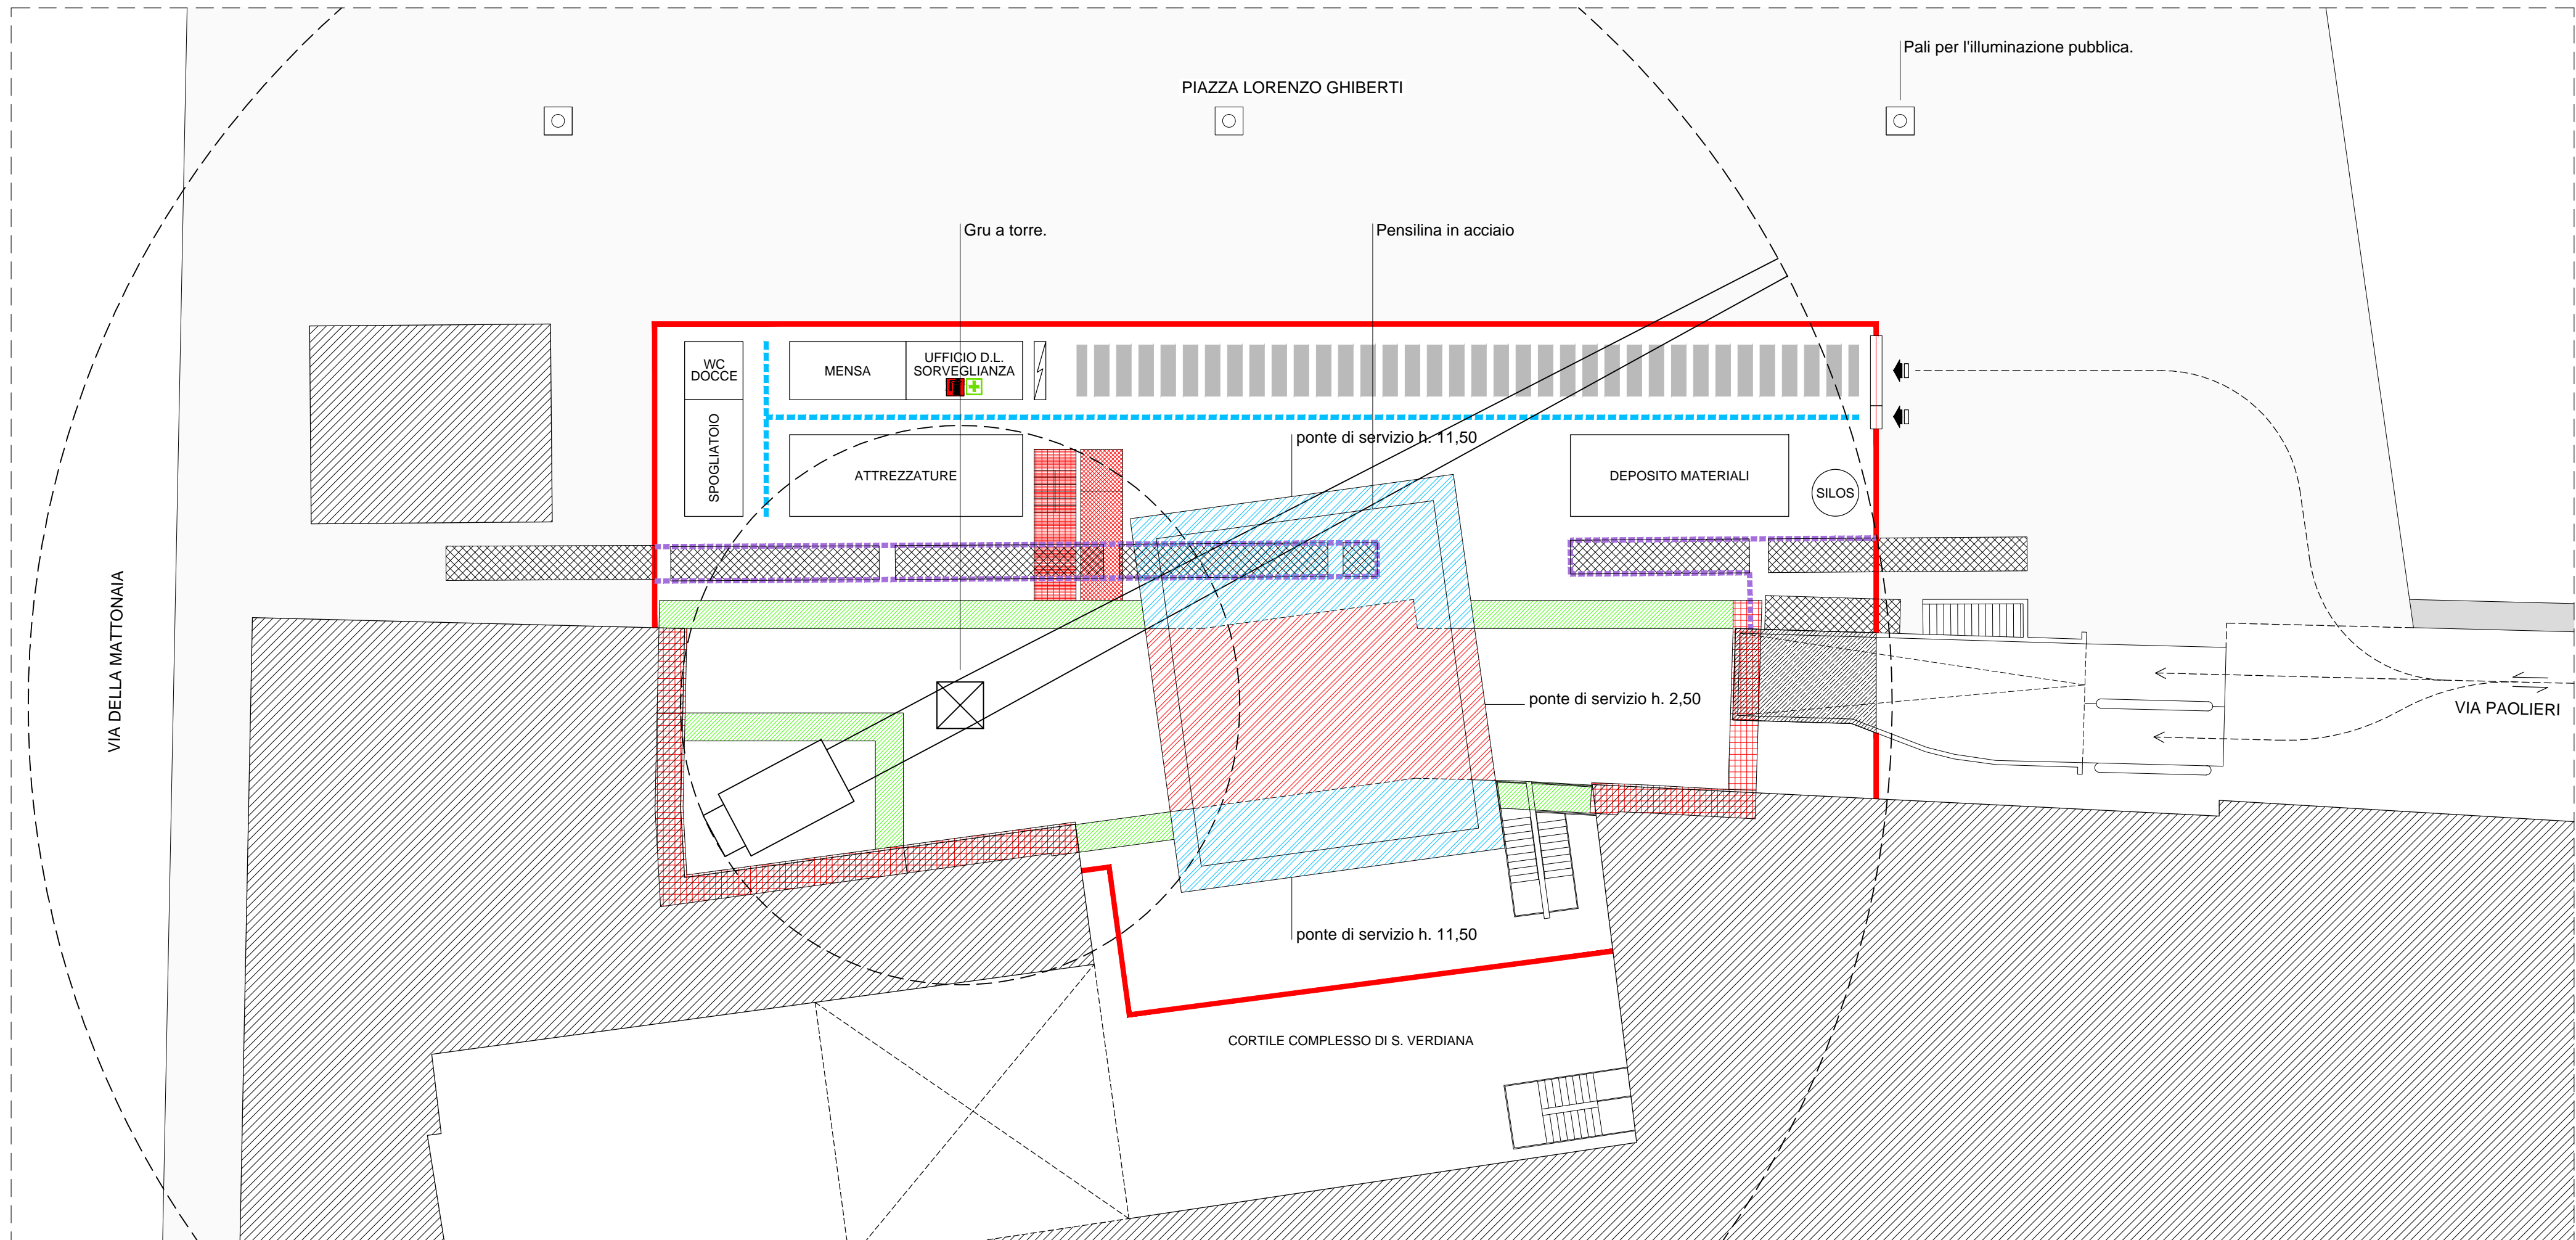 Pali per l'illuminazione pubblica.
PIAZZA LORENZO GHIBERTI
Gru a torre.
Pensilina in acciaio
WC
DOCCE
MENSA
UFFICIO D.L.
SORVEGLIANZA
SPOGLIATOIO
ATTREZZATURE
ponte di servizio h. 11,50
DEPOSITO MATERIALI
SILOS
VIA DELLA MATTONAIA
ponte di servizio h. 2,50
VIA PAOLIERI
ponte di servizio h. 11,50
CORTILE COMPLESSO DI S. VERDIANA